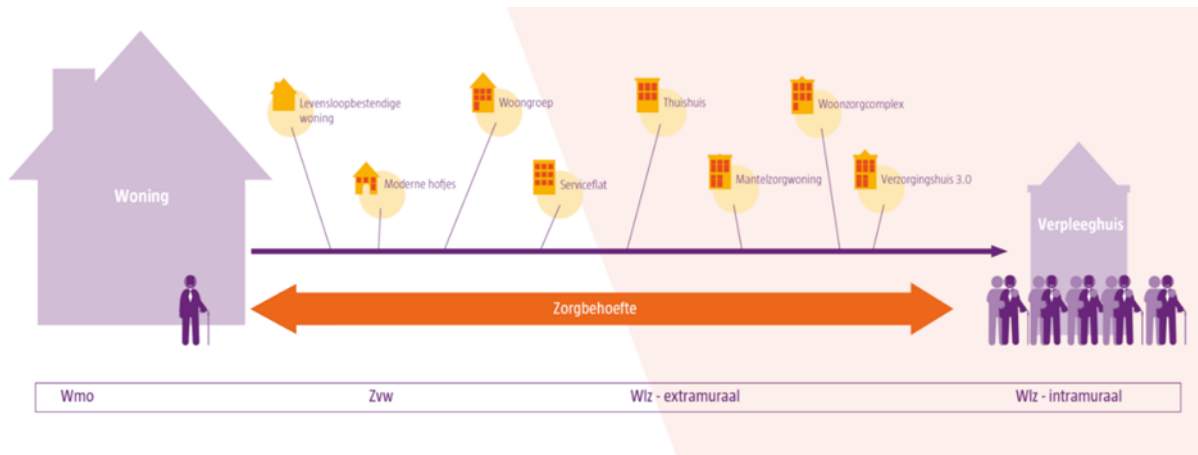 Levensloopbestendige
woning
Woongroep
Thuishuis
Woonzorgcomplex
Moderne hofjes
Serviceflat
Mantelzorgwoning
Verzorgingshuis 3.0
Woning
Verpleeghuis
Zorgbehoefte
Wmo
Zvw
Wlz - extramuraal
Wlz - intramuraal